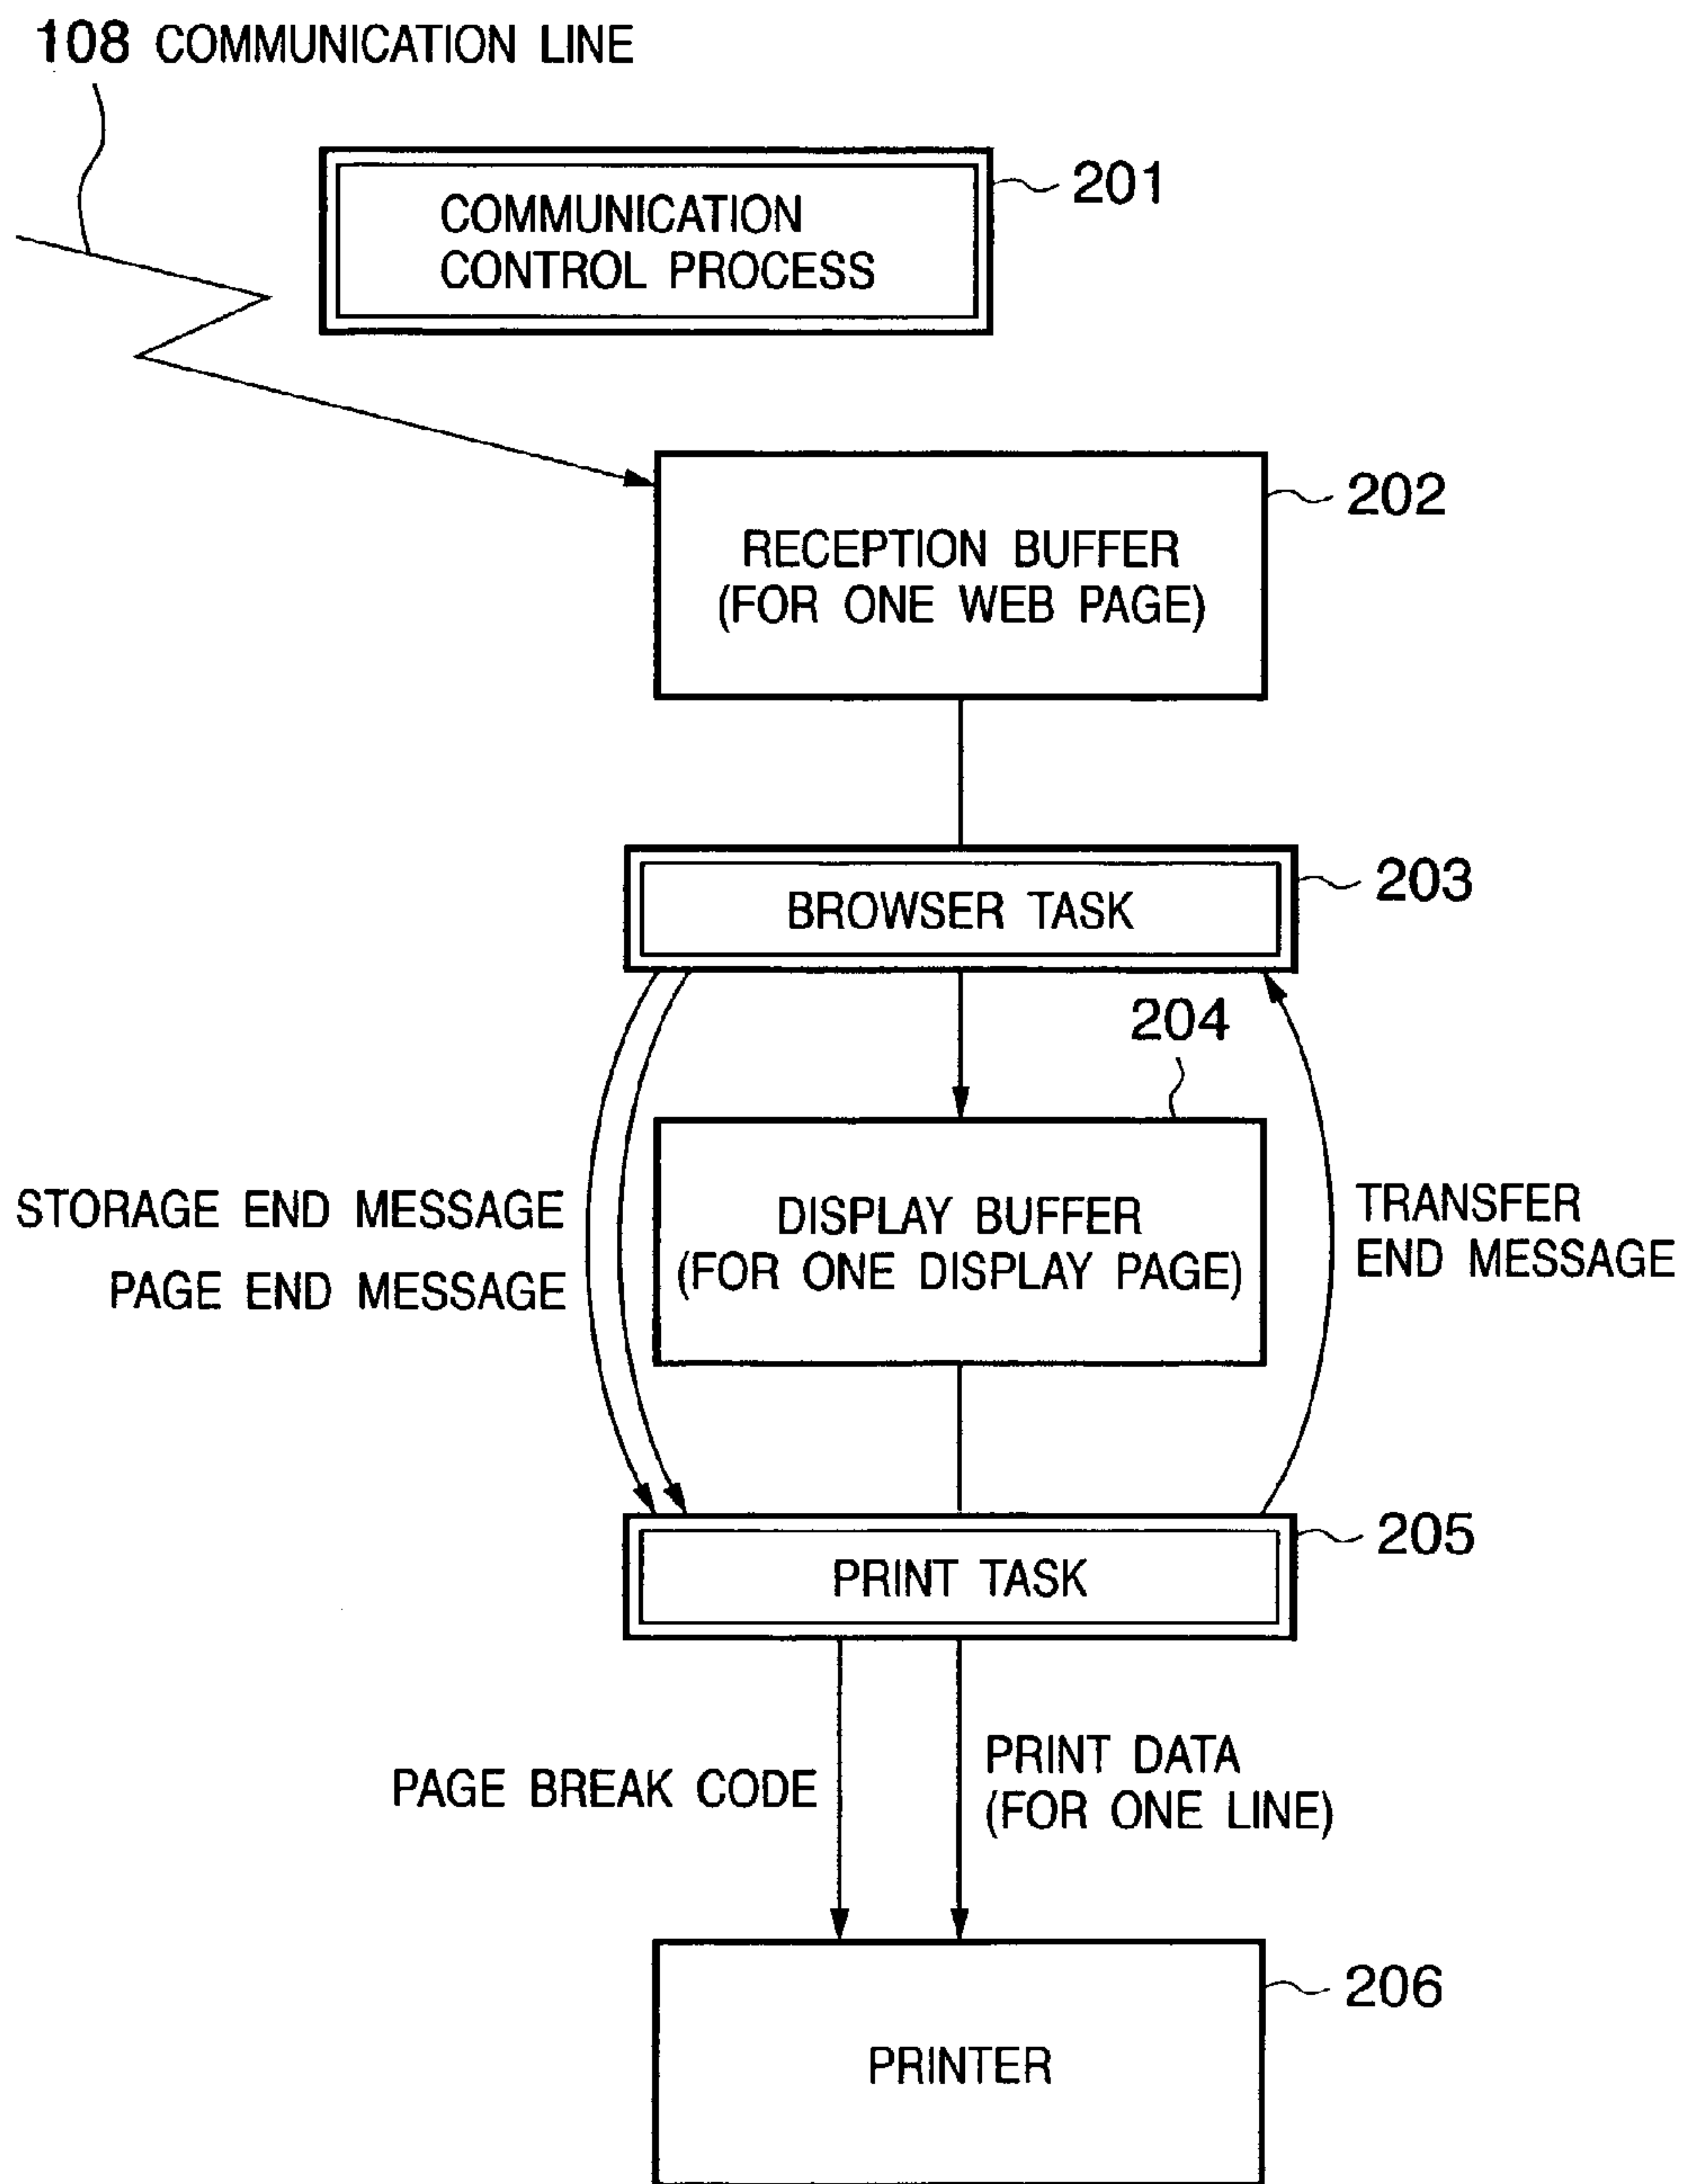 108 COMMUNICATION LINE
201
COMMUNICATION
CONTROL PROCESS
202
RECEPTION BUFFER
(FOR ONE WEB PAGE)
203
BROWSER TASK
204
STORAGE END MESSAGE
PAGE END MESSAGE
DISPLAY BUFFER
(FOR ONE DISPLAY PAGE)
TRANSFER
END MESSAGE
205
PRINT TASK
PAGE BREAK CODE
PRINT DATA
(FOR ONE LINE)
206
PRINTER